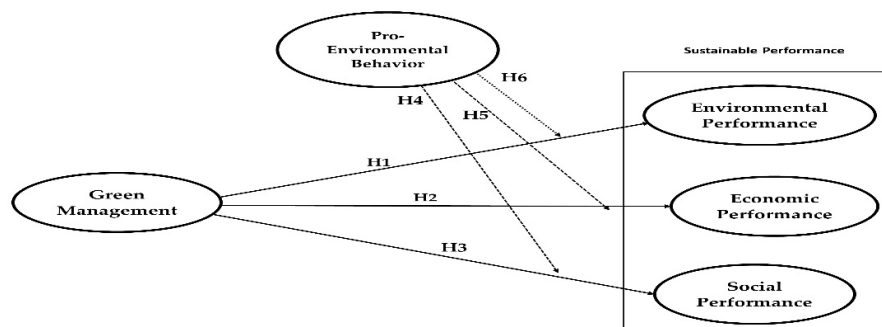 Pro-
Environmental
Behavior
Sustainable Performance
H6
H4
H5
Environmental
Performance
H1
Green
Management
H2
Economic
Performance
H3
Social
Performance